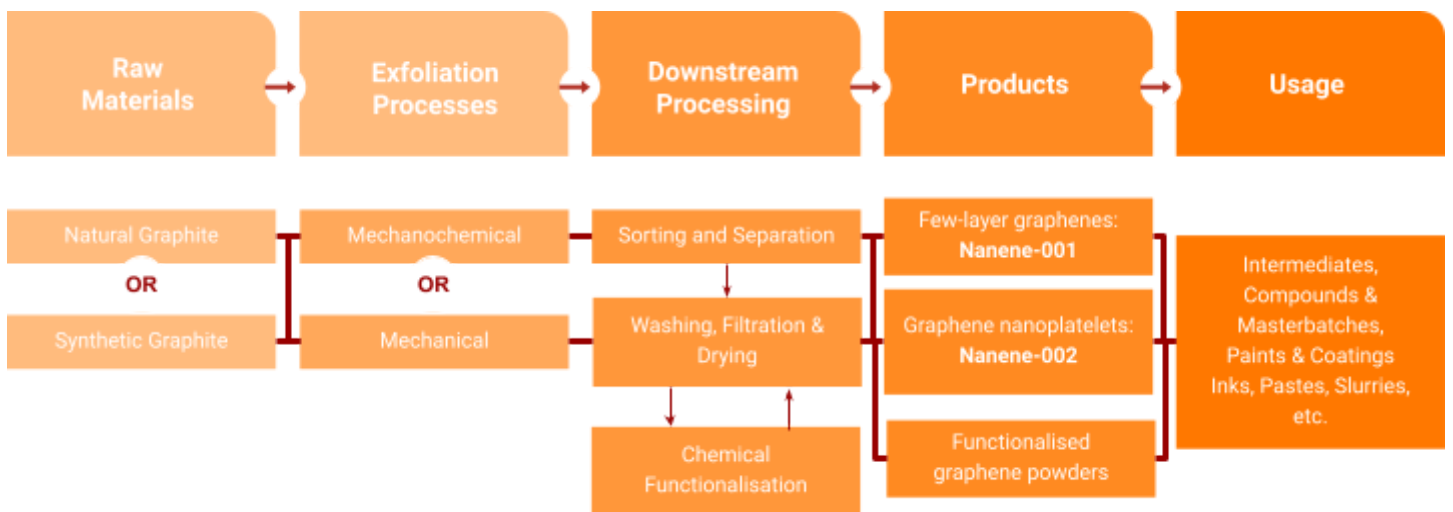 Raw
Materials
Exfoliation
Processes
Downstream
Processing
Products
Usage
Natural Graphite
OR
Synthetic Graphite
Mechanochemical
OR
Mechanical
Sorting and Separation
Washing, Filtration &
Drying
Chemical
Functionalisation
Few-layer graphenes:
Nanene-001
Graphene nanoplatelets:
Nanene-002
Functionalised
graphene powders
Intermediates,
Compounds &
Masterbatches,
Paints & Coatings
Inks, Pastes, Slurries,
etc.